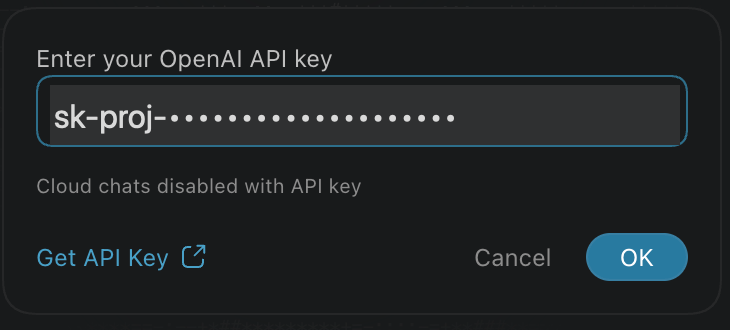 Enter your OpenAI API key
sk-proj-••••••••••••••••••••
Cloud chats disabled with API key
Get API Key
Cancel
OK